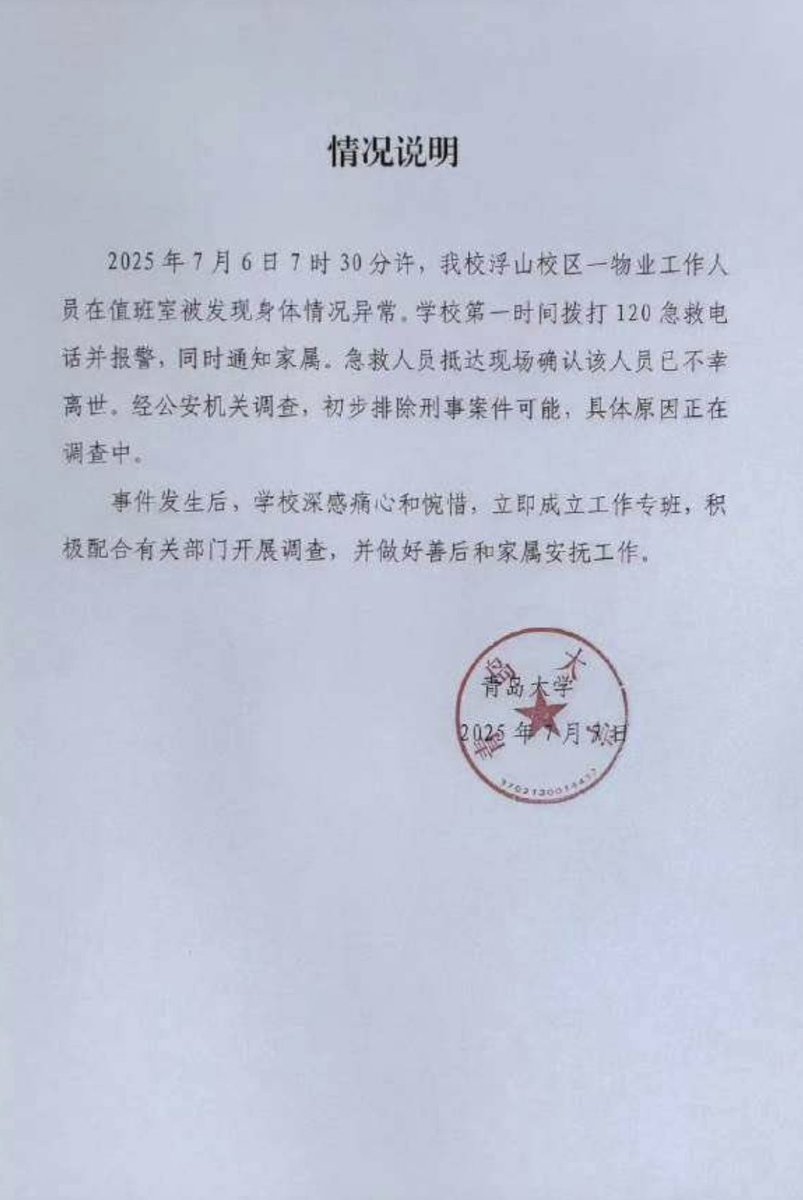 情况说明
2025年7月6日7时30分许，我校浮山校区一物业工作人
员在值班室被发现身体情况异常。学校第一时间拨打120急救电
话并报警，同时通知家属。急救人员抵达现场确认该人员已不幸
离世。经公安机关调查，初步排除刑事案件可能，具体原因正在
调查中。
事件发生后，学校深感痛心和惋惜，立即成立工作专班，积
极配合有关部门开展调查，并做好善后和家属安抚工作。
青岛大学
青岛大学
2025年7月7日